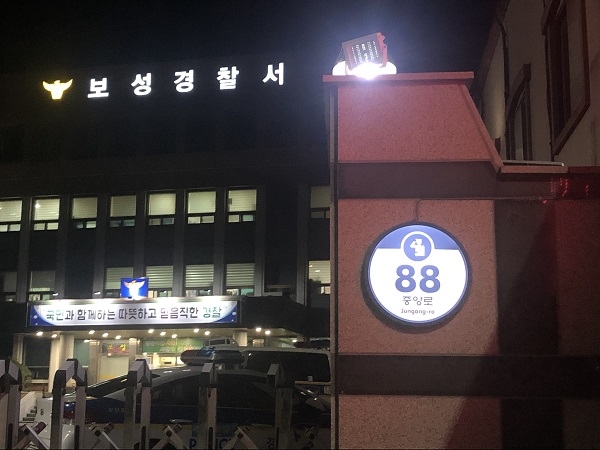 보성경찰서
88
중앙로
Jungang-ro
국민과 함께하는 따뜻하고 믿음직한 경찰